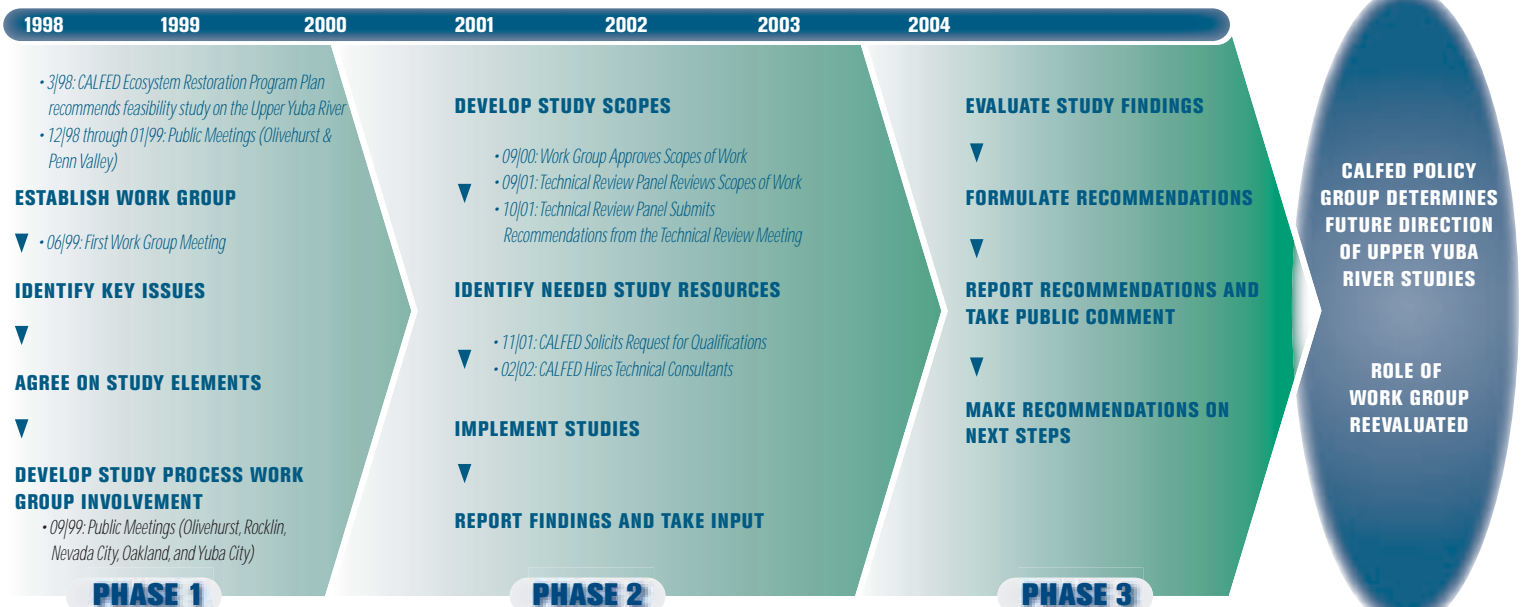 1998 1999 2000 2001 2002 2003 2004
• 3|98: CALFED Ecosystem Restoration Program Plan
recommends feasibility study on the Upper Yuba River
• 12|98 through 01|99: Public Meetings (Olivehurst &
Penn Valley)
ESTABLISH WORK GROUP
• 06|99: First Work Group Meeting
IDENTIFY KEY ISSUES
AGREE ON STUDY ELEMENTS
DEVELOP STUDY PROCESS WORK
GROUP INVOLVEMENT
• 09|99: Public Meetings (Olivehurst, Rocklin,
Nevada City, Oakland, and Yuba City)
PHASE 1
DEVELOP STUDY SCOPES
• 09|00: Work Group Approves Scopes of Work
• 09|01: Technical Review Panel Reviews Scopes of Work
• 10|01: Technical Review Panel Submits
Recommendations from the Technical Review Meeting
IDENTIFY NEEDED STUDY RESOURCES
• 11|01: CALFED Solicits Request for Qualifications
• 02|02: CALFED Hires Technical Consultants
IMPLEMENT STUDIES
REPORT FINDINGS AND TAKE INPUT
PHASE 2
EVALUATE STUDY FINDINGS
FORMULATE RECOMMENDATIONS
REPORT RECOMMENDATIONS AND
TAKE PUBLIC COMMENT
MAKE RECOMMENDATIONS ON
NEXT STEPS
PHASE 3
CALFED POLICY
GROUP DETERMINES
FUTURE DIRECTION
OF UPPER YUBA
RIVER STUDIES
ROLE OF
WORK GROUP
REEVALUATED